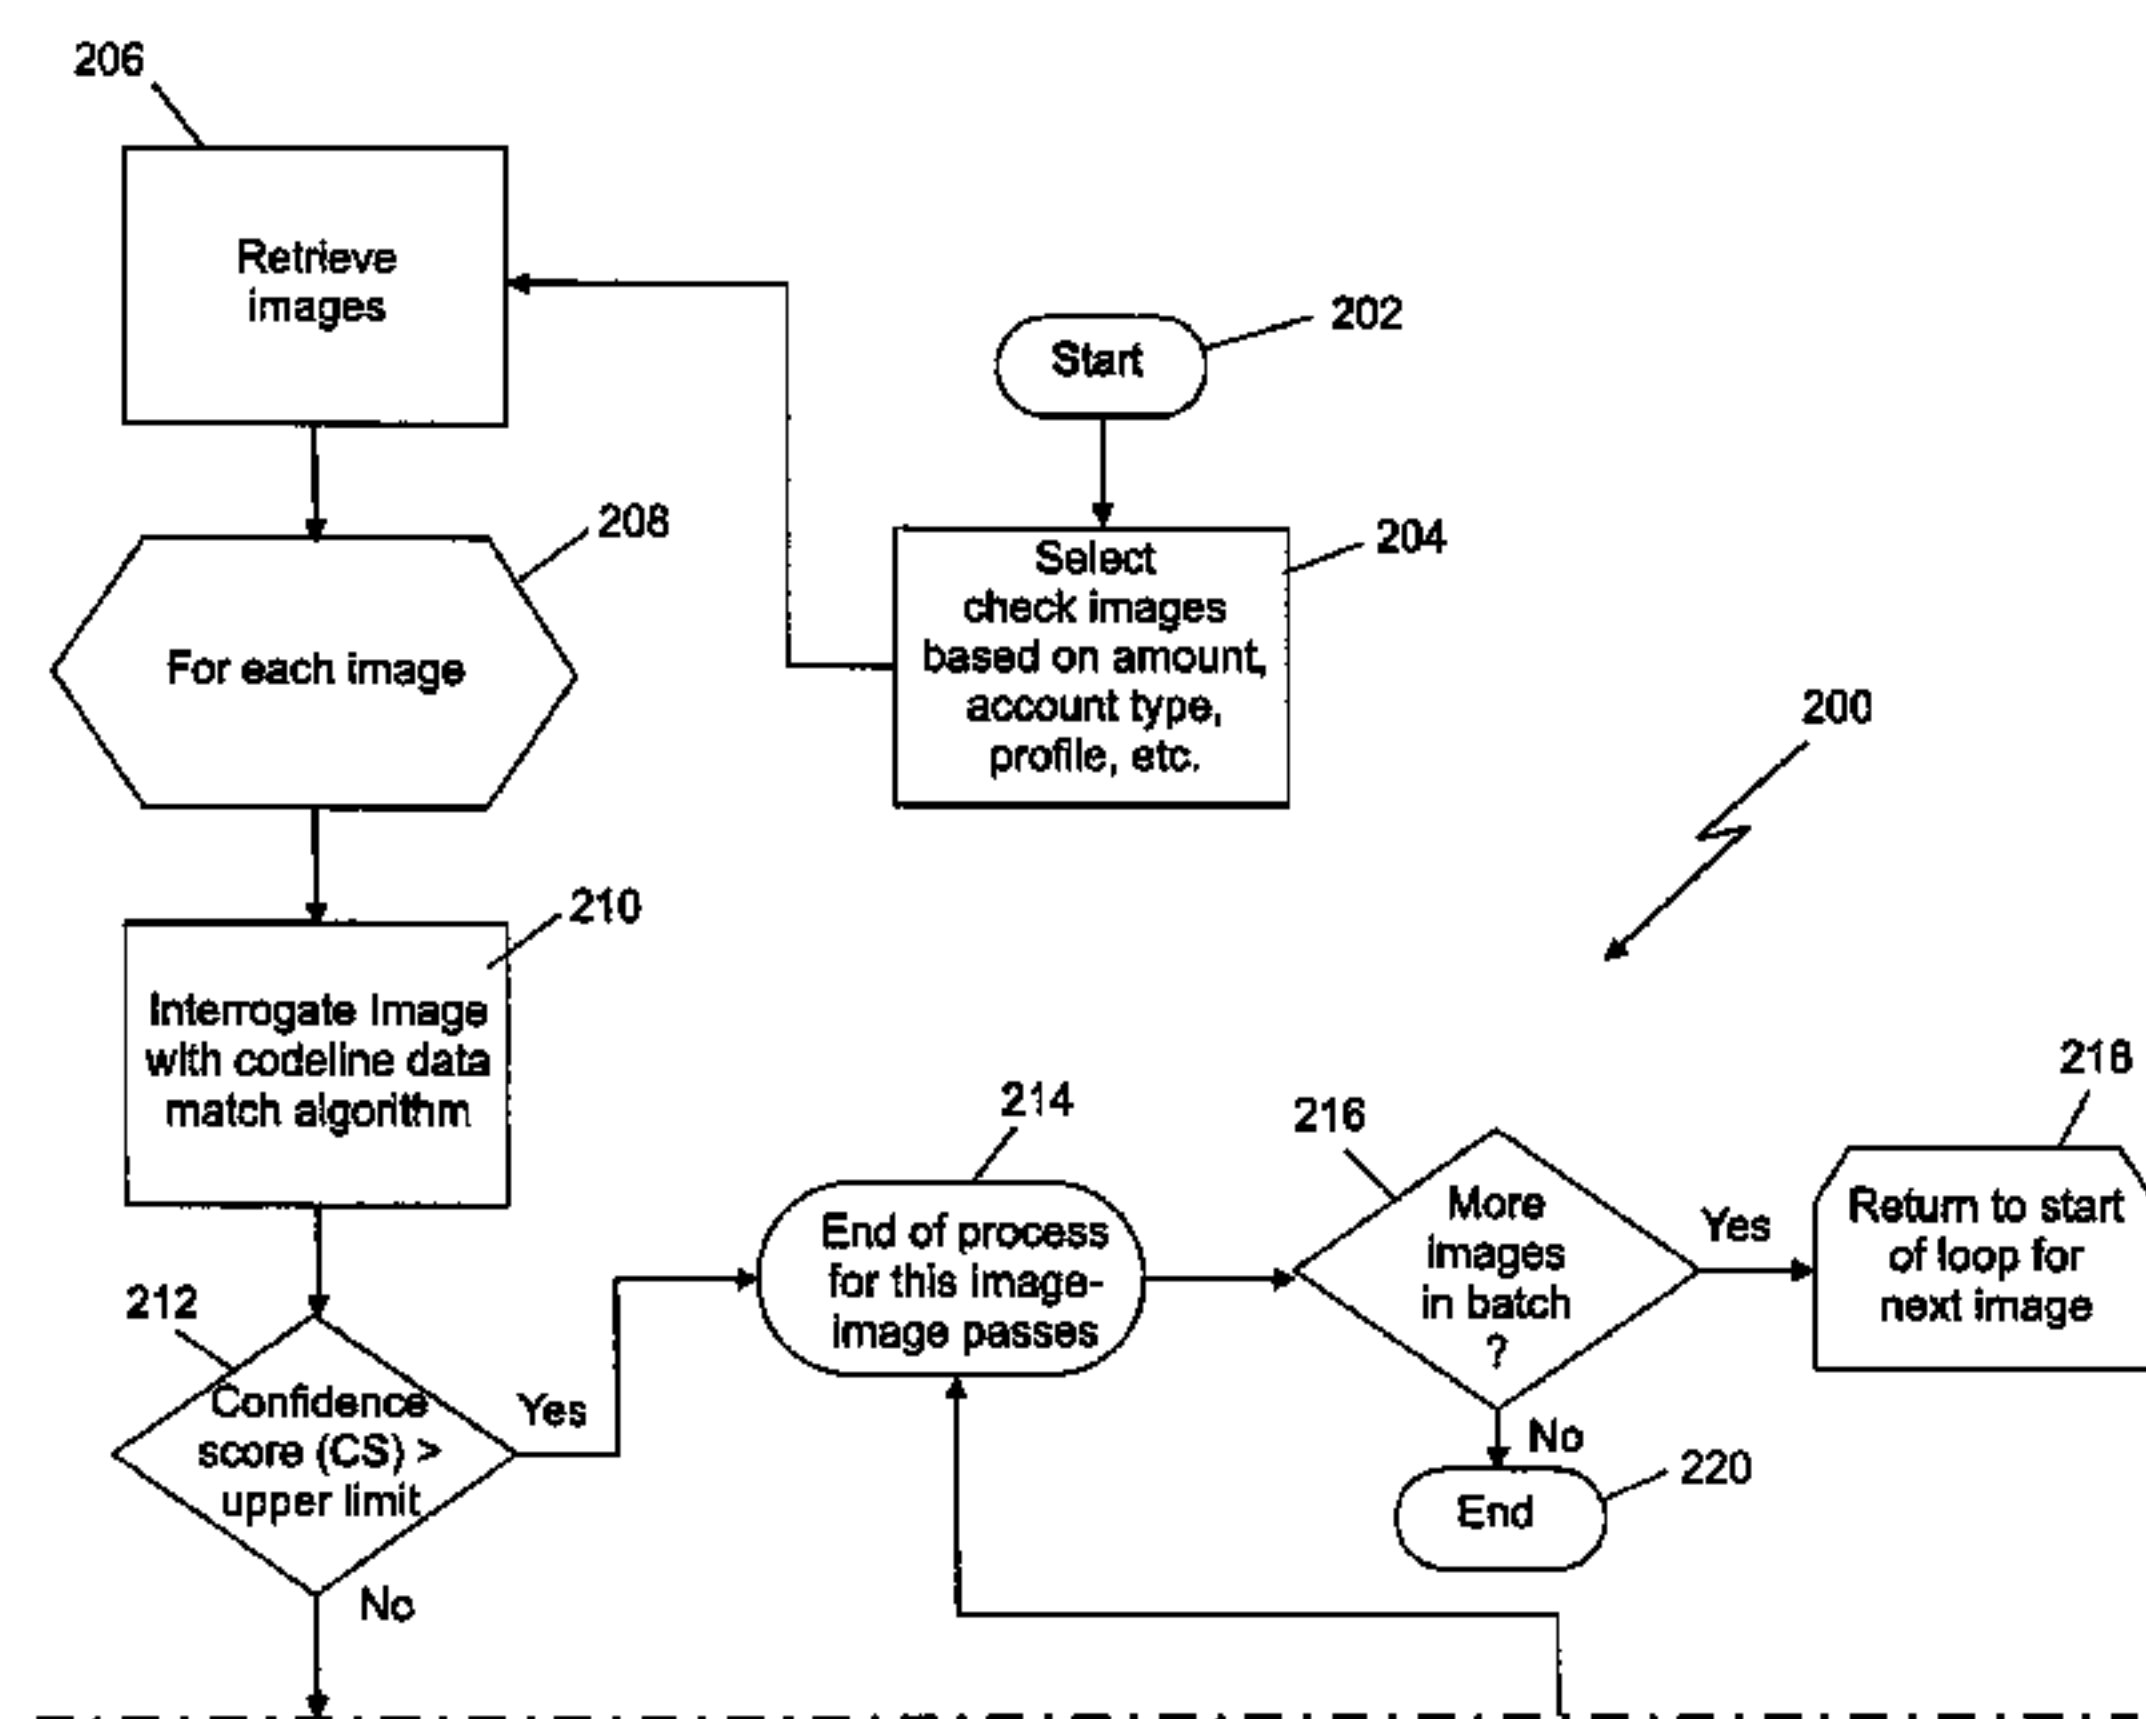 206
Retrieve
images
202
Start
208
For each image
204
Select
check images
based on amount,
account type,
profile, etc.
200
210
Interrogate Image
with codeline data
match algorithm
212
Confidence
score (CS) >
upper limit
Yes
No
214
End of process
for this image-
image passes
216
More
images
in batch
?
Yes
No
218
Return to start
of loop for
next image
220
End